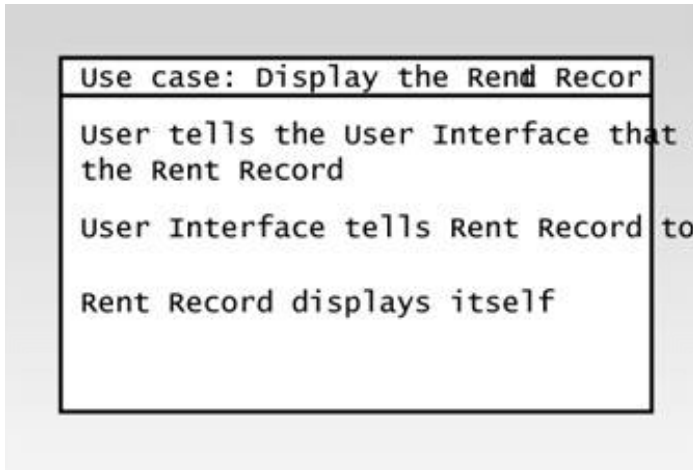 Use case: Display the Rent Recor
User tells the User Interface that
the Rent Record
User Interface tells Rent Record to
Rent Record displays itself